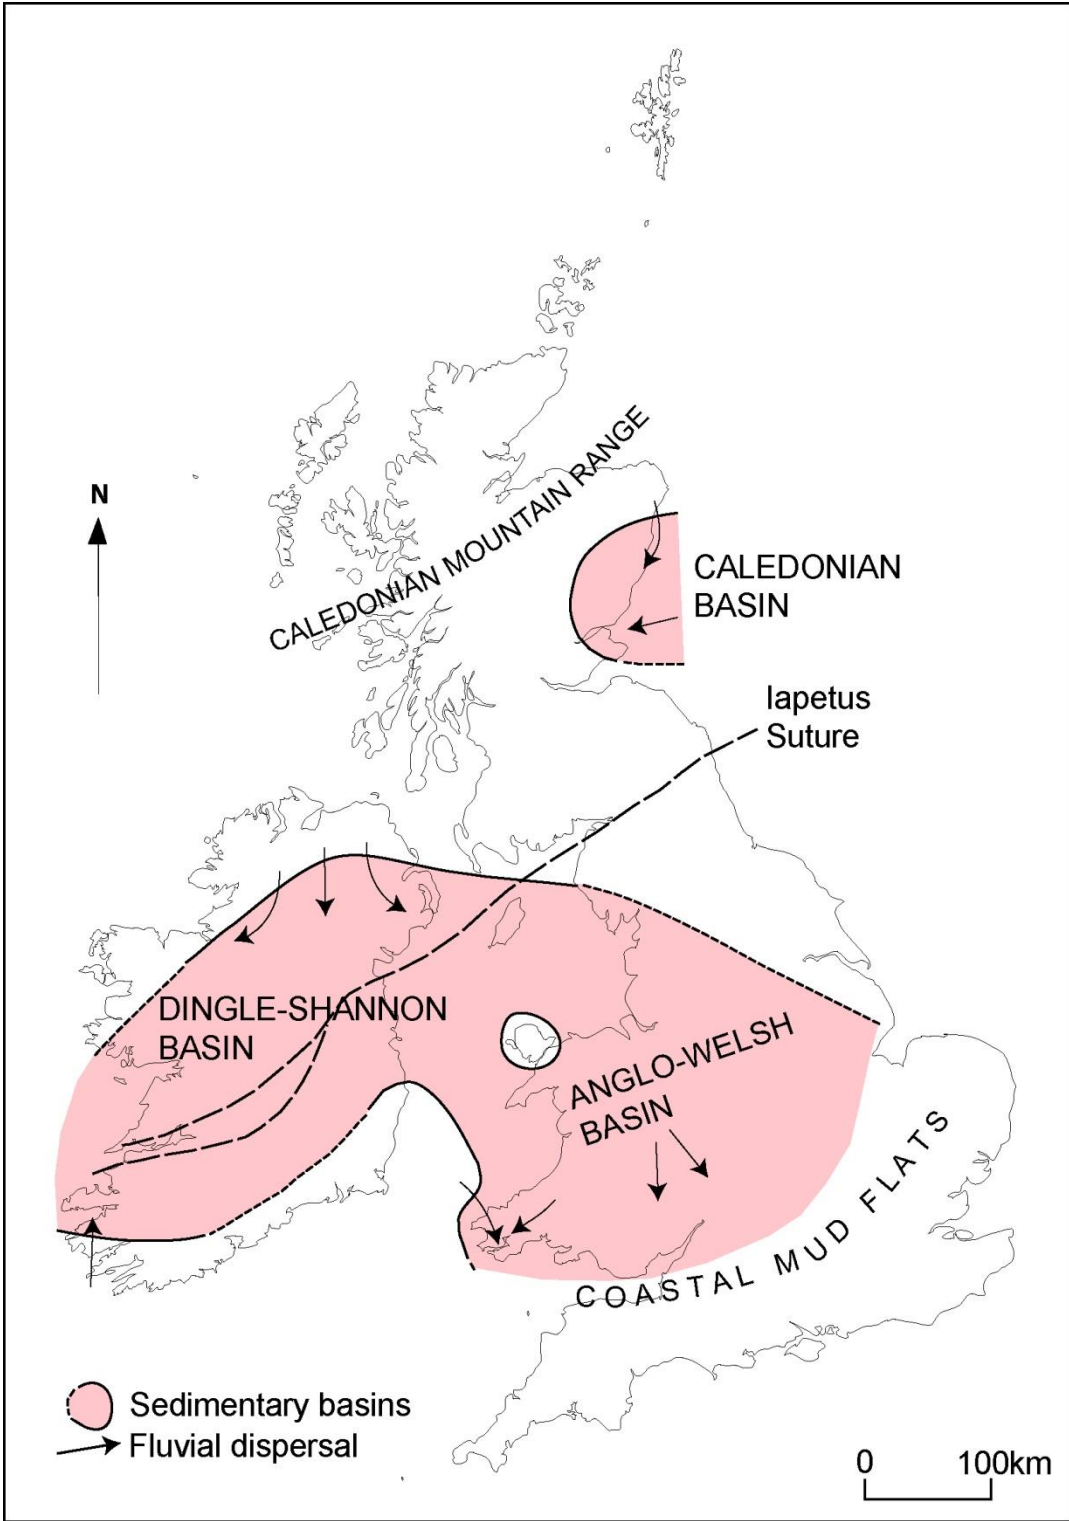 N
CALEDONIAN MOUNTAIN RANGE
CALEDONIAN
BASIN
Iapetus
Suture
DINGLE-SHANNON
BASIN
ANGLO-WELSH
BASIN
COASTAL MUD FLATS
Sedimentary basins
Fluvial dispersal
0 100km